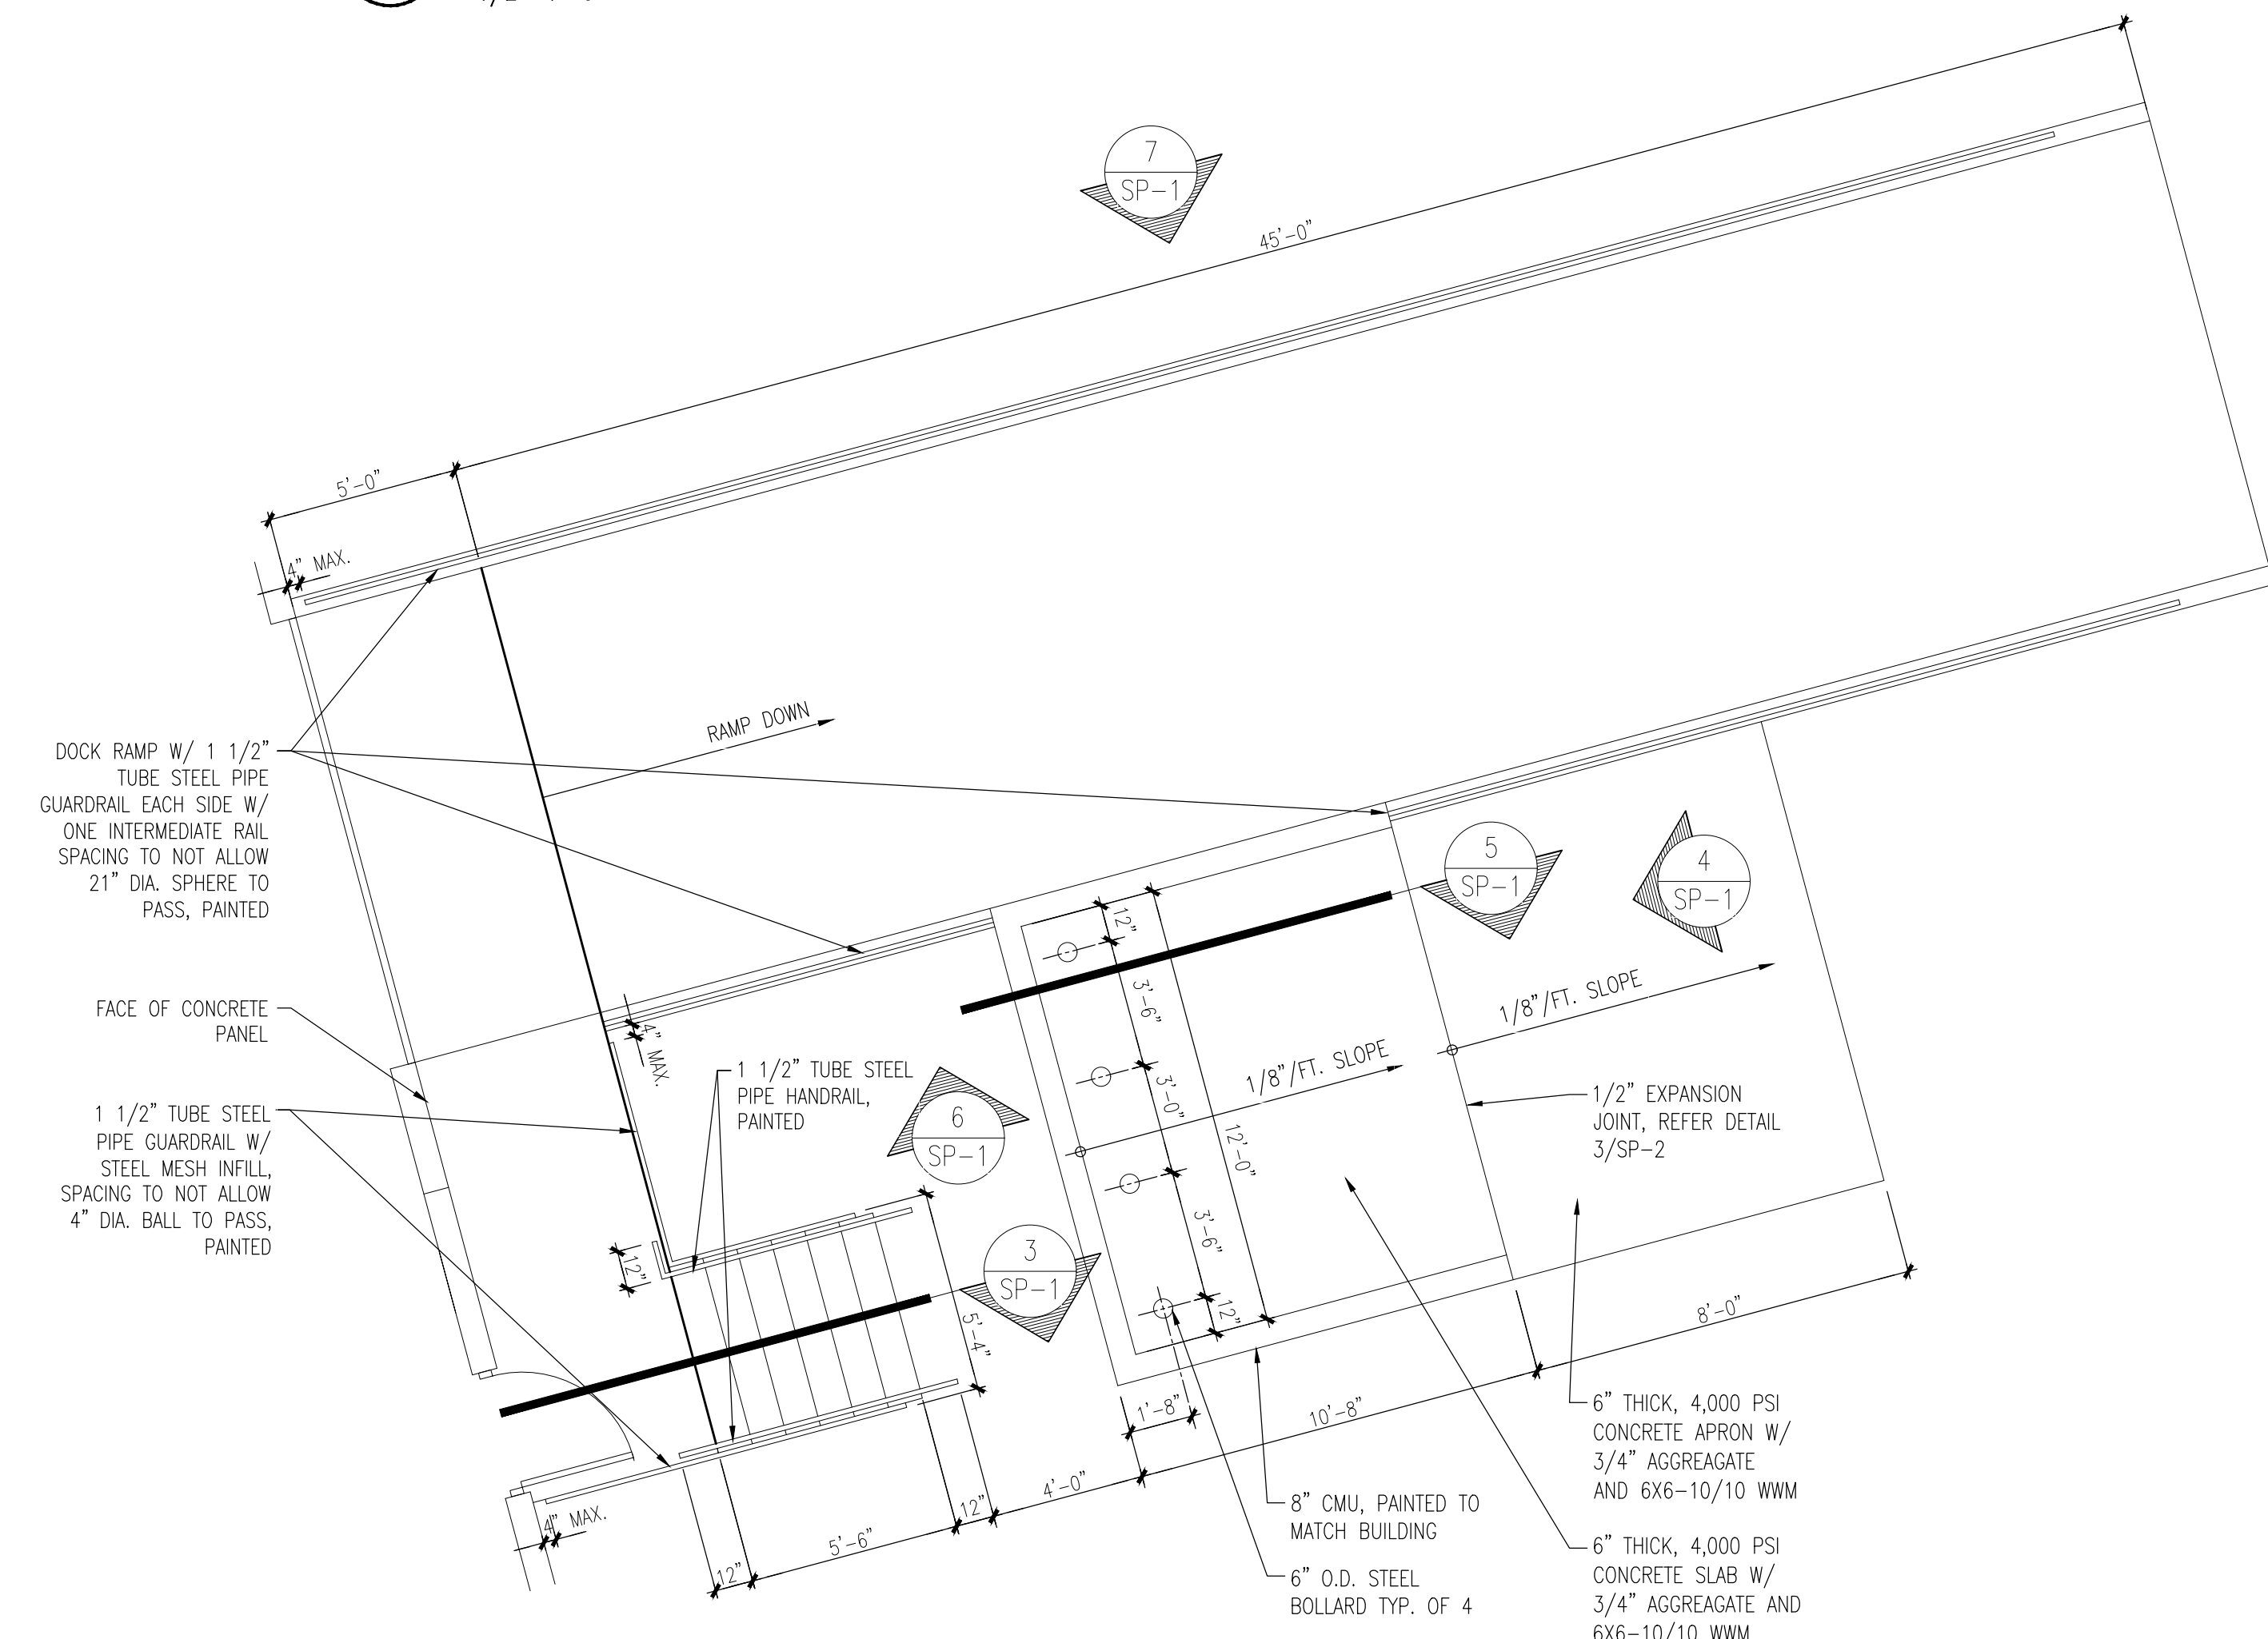 7
SP-1
45'-0"
5'-0"
4" MAX.
RAMP DOWN
DOCK RAMP W/ 1 1/2"
TUBE STEEL PIPE
GUARDRAIL EACH SIDE W/
ONE INTERMEDIATE RAIL
SPACING TO NOT ALLOW
21" DIA. SPHERE TO
PASS, PAINTED
5
SP-1
4
SP-1
12"
3'-6"
3'-0"
3'-6"
12"
12'-0"
1/8"/FT. SLOPE
1/8"/FT. SLOPE
FACE OF CONCRETE
PANEL
4" MAX.
1 1/2" TUBE STEEL
PIPE HANDRAIL,
PAINTED
6
SP-1
1/2" EXPANSION
JOINT, REFER DETAIL
3/SP-2
1 1/2" TUBE STEEL
PIPE GUARDRAIL W/
STEEL MESH INFILL,
SPACING TO NOT ALLOW
4" DIA. BALL TO PASS,
PAINTED
12"
3
SP-1
5'-4"
8'-0"
1'-8"
10'-8"
4'-0"
12"
5'-6"
12"
4" MAX.
6" THICK, 4,000 PSI
CONCRETE APRON W/
3/4" AGGREAGATE
AND 6X6-10/10 WWM
8" CMU, PAINTED TO
MATCH BUILDING
6" O.D. STEEL
BOLLARD TYP. OF 4
6" THICK, 4,000 PSI
CONCRETE SLAB W/
3/4" AGGREAGATE AND
6X6-10/10 WWM